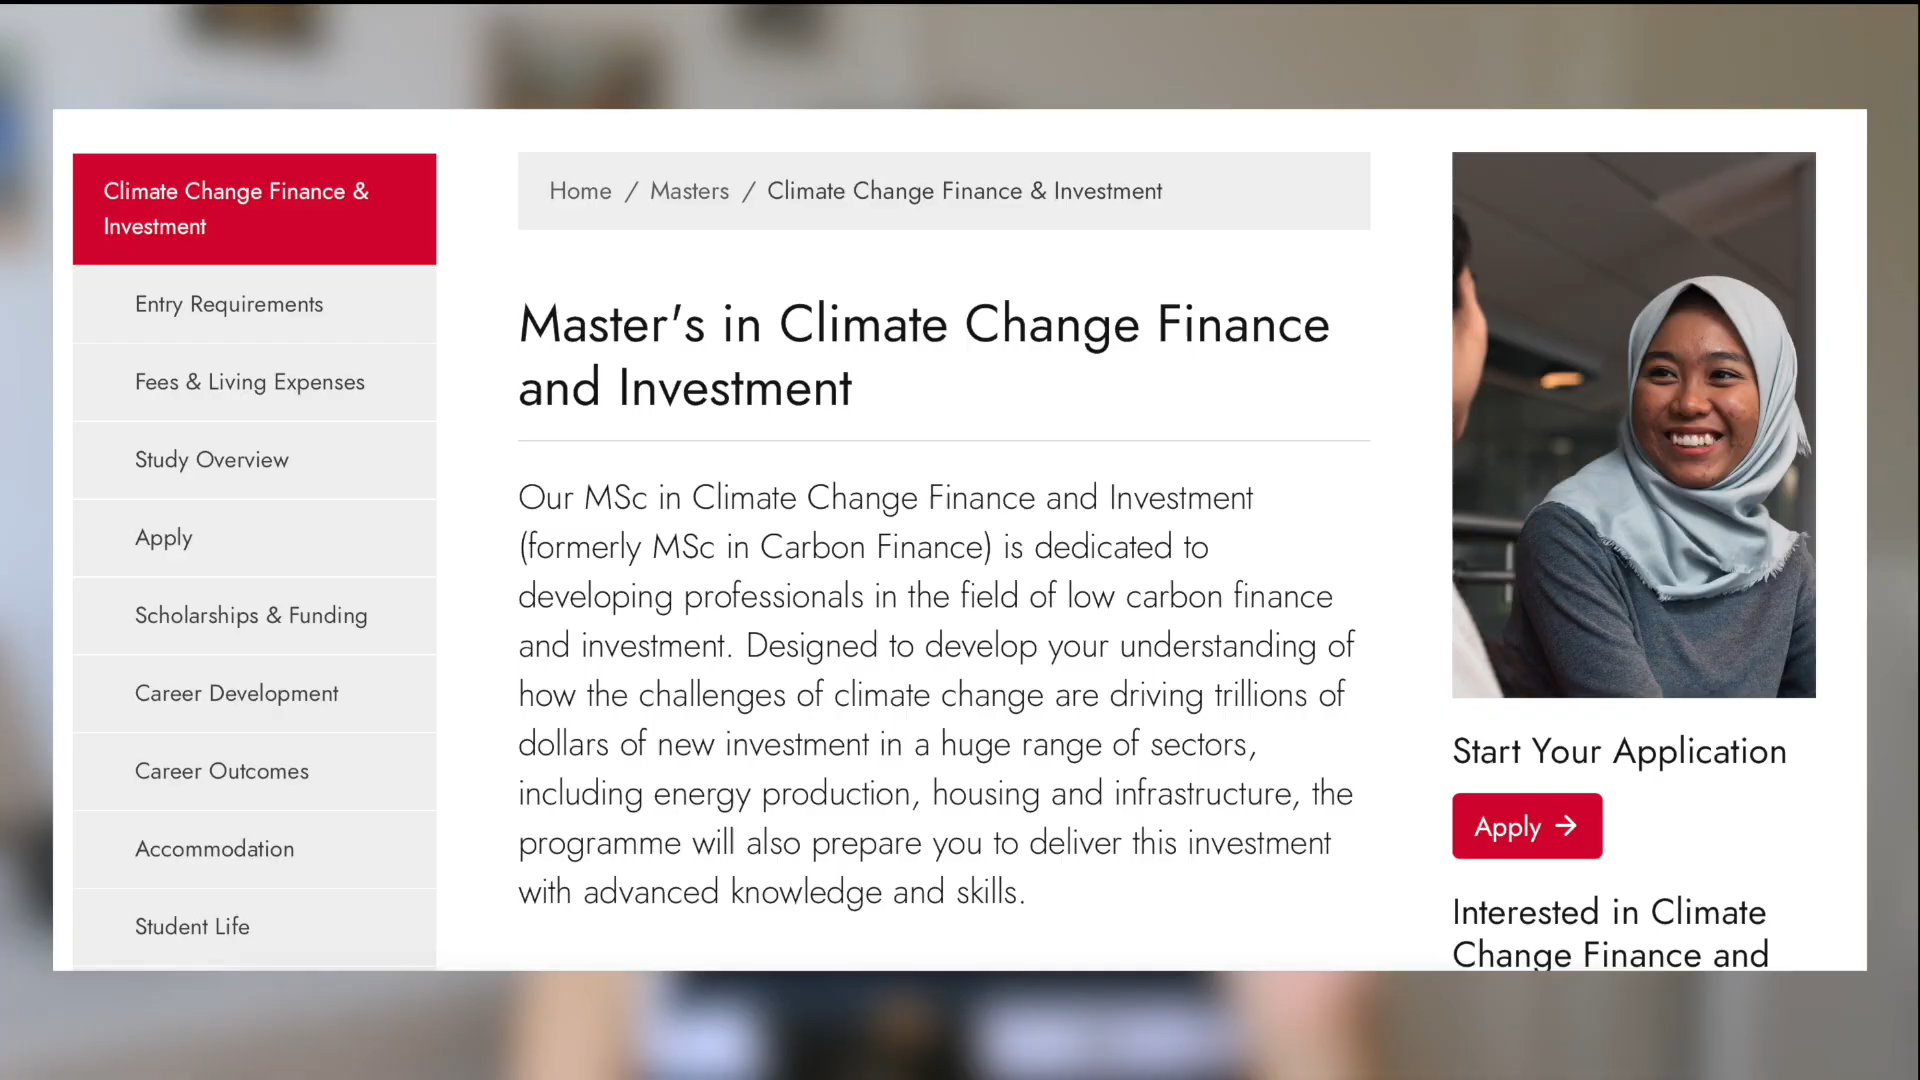 Climate Change Finance &
Investment
Entry Requirements
Fees & Living Expenses
Study Overview
Apply
Scholarships & Funding
Career Development
Career Outcomes
Accommodation
Student Life
Home / Masters / Climate Change Finance & Investment
Master's in Climate Change Finance
and Investment
Our MSc in Climate Change Finance and Investment
(formerly MSc in Carbon Finance) is dedicated to
developing professionals in the field of low carbon finance
and investment. Designed to develop your understanding of
how the challenges of climate change are driving trillions of
dollars of new investment in a huge range of sectors,
including energy production, housing and infrastructure, the
programme will also prepare you to deliver this investment
with advanced knowledge and skills.
Start Your Application
Apply →
Interested in Climate
Change Finance and